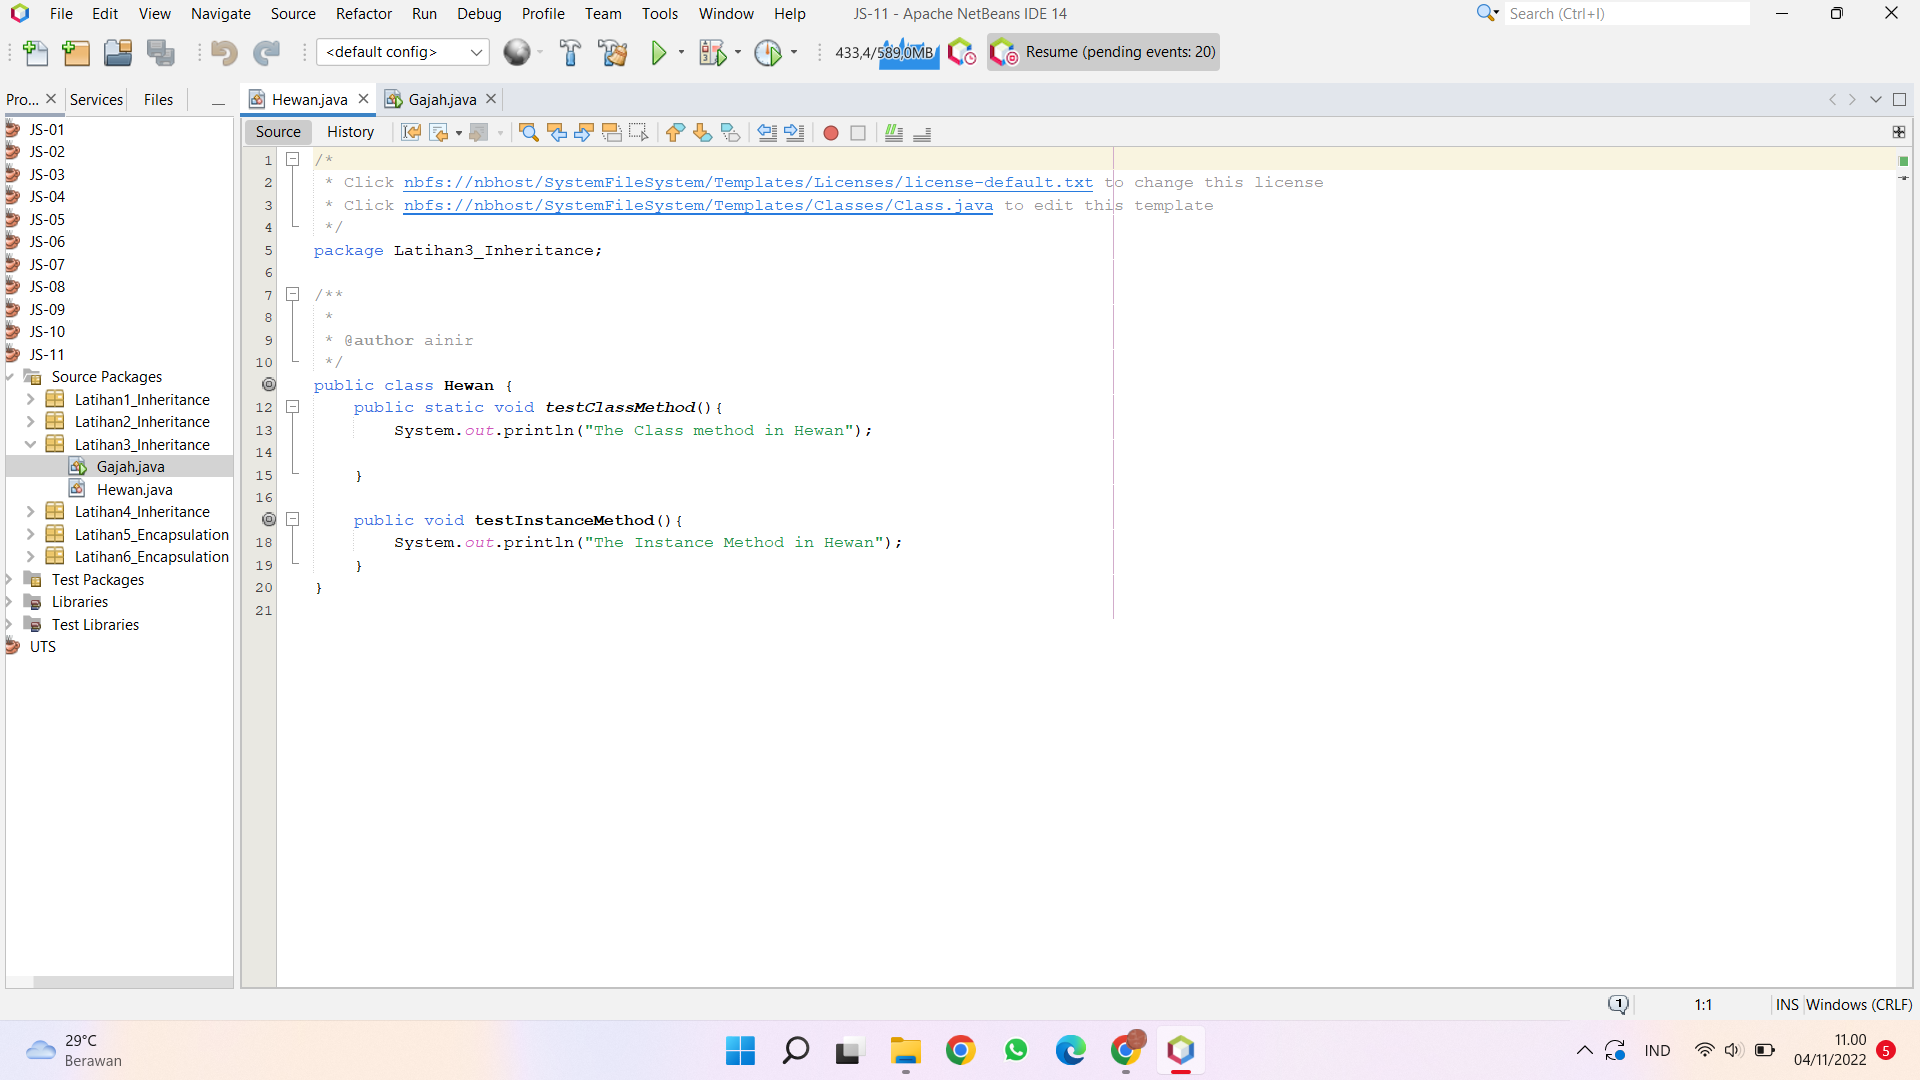 File Edit View Navigate Source Refactor Run Debug Profile Team Tools Window Help JS-11 - Apache NetBeans IDE 14 Search (Ctrl+I)
<default config> 433,4/589,0MB Resume (pending events: 20)
Pro... Services Files Hewan.java Gajah.java
Source History
JS-01
JS-02
JS-03
JS-04
JS-05
JS-06
JS-07
JS-08
JS-09
JS-10
JS-11
Source Packages
Latihan1_Inheritance
Latihan2_Inheritance
Latihan3_Inheritance
Gajah.java
Hewan.java
Latihan4_Inheritance
Latihan5_Encapsulation
Latihan6_Encapsulation
Test Packages
Libraries
Test Libraries
UTS
1 /*
2 * Click nbfs://nbhost/SystemFileSystem/Templates/Licenses/license-default.txt to change this license
3 * Click nbfs://nbhost/SystemFileSystem/Templates/Classes/Class.java to edit this template
4 */
5 package Latihan3_Inheritance;
6
7 /**
8 *
9 * @author ainir
10 */
public class Hewan {
12 public static void testClassMethod(){
13 System.out.println("The Class method in Hewan");
14
15 }
16
public void testInstanceMethod(){
18 System.out.println("The Instance Method in Hewan");
19 }
20 }
21
1 1:1 INS Windows (CRLF)
29°C
Berawan
IND
11.00
04/11/2022
5